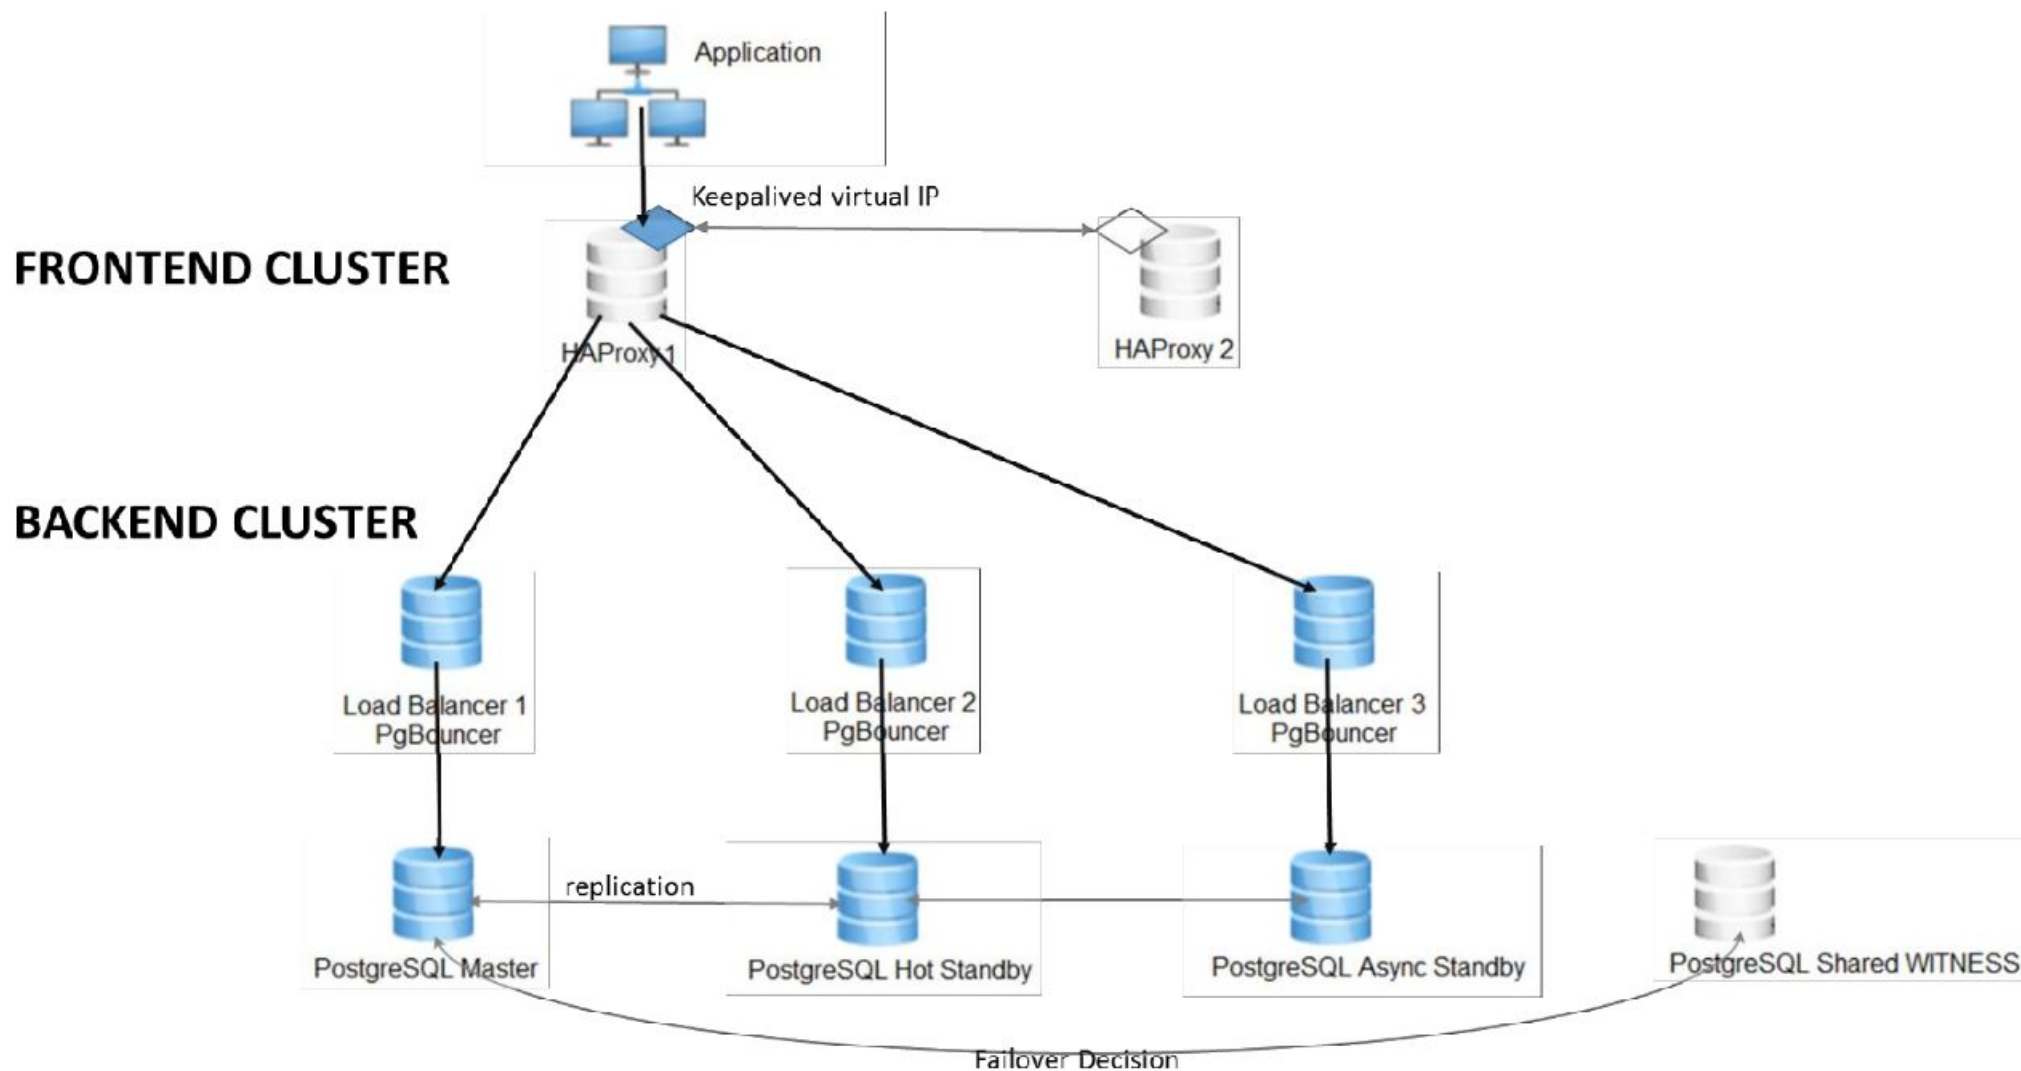 Application
Keepalived virtual IP
FRONTEND CLUSTER
HAProxy 1
HAProxy 2
BACKEND CLUSTER
Load Balancer 1
PgBouncer
Load Balancer 2
PgBouncer
Load Balancer 3
PgBouncer
replication
PostgreSQL Master
PostgreSQL Hot Standby
PostgreSQL Async Standby
PostgreSQL Shared WITNESS
Failover Decision